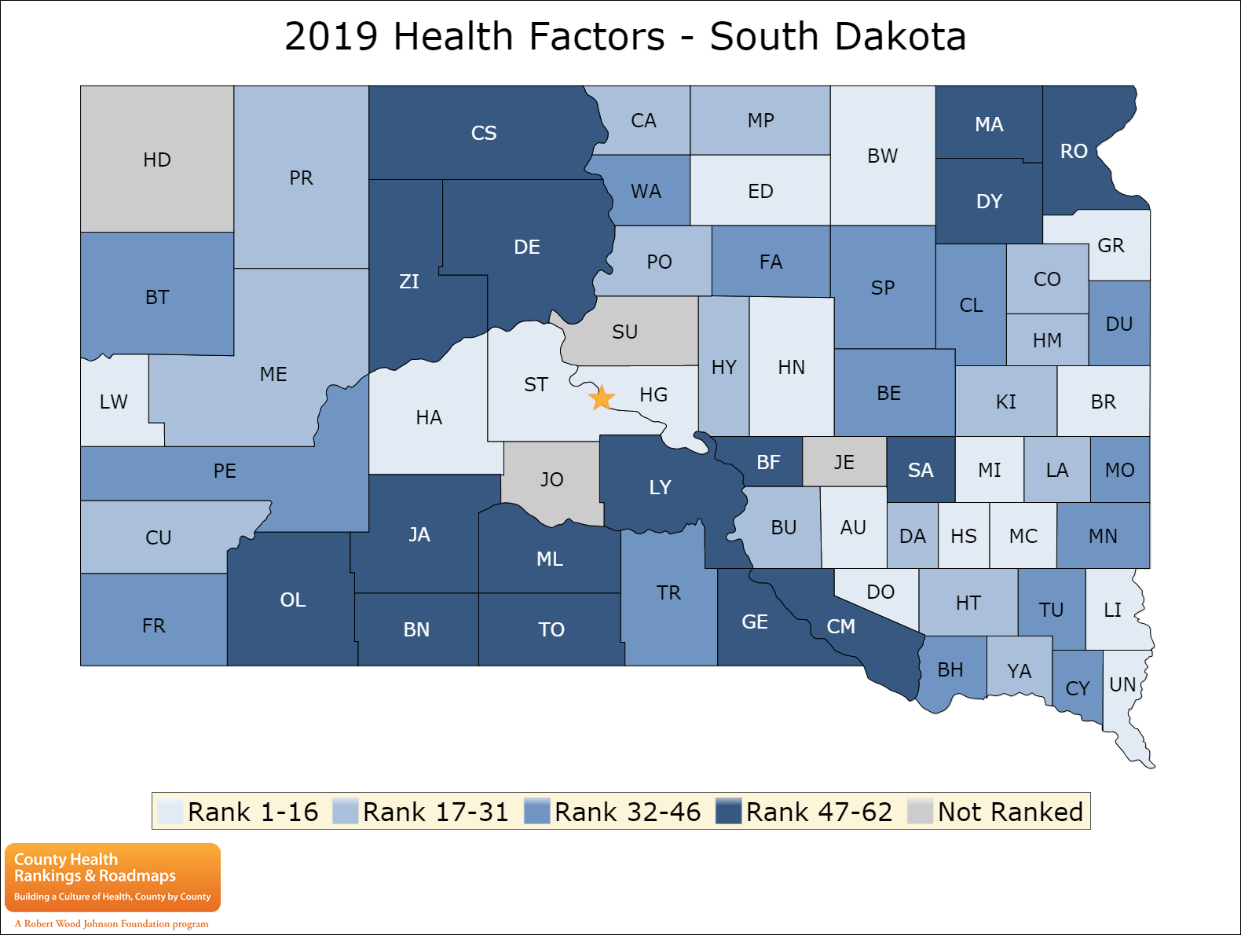 2019 Health Factors - South Dakota
HD
PR
CS
CA
MP
BW
MA
RO
WA
ED
DY
BT
ZI
DE
PO
FA
SP
CL
GR
CO
DU
HM
LW
ME
HA
ST
SU
HG
HY
HN
BE
KI
BR
PE
JO
LY
BF
JE
SA
MI
LA
MO
CU
JA
BU
AU
DA
HS
MC
MN
FR
OL
ML
BN
TO
TR
GE
CM
DO
HT
TU
LI
BH
YA
CY
UN
Rank 1-16 Rank 17-31 Rank 32-46 Rank 47-62 Not Ranked
County Health
Rankings & Roadmaps
Building a Culture of Health, County by County
A Robert Wood Johnson Foundation program